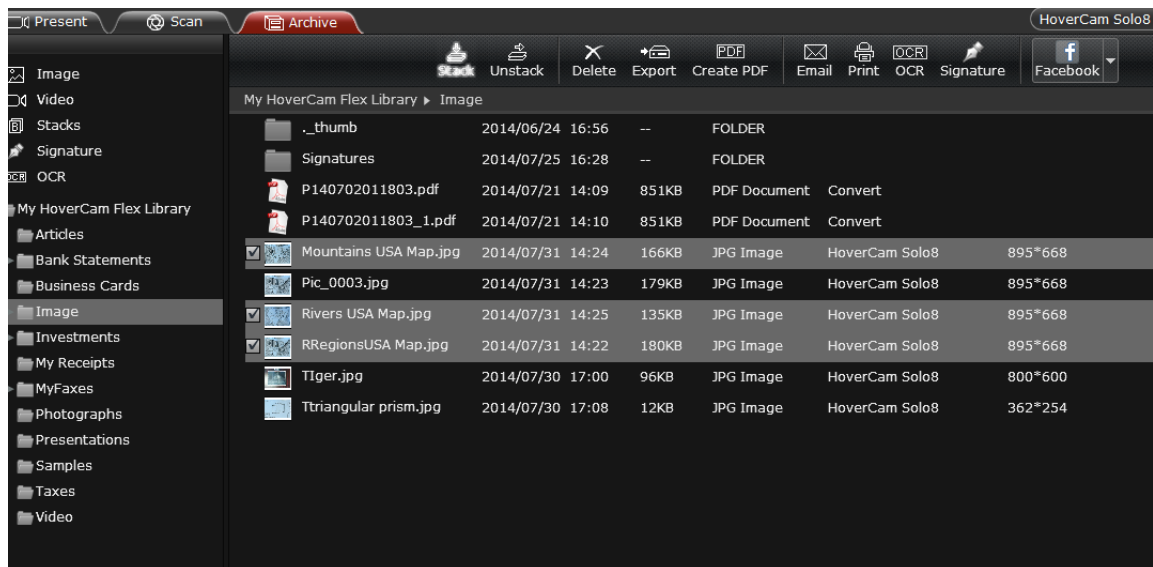 Present Scan Archive HoverCam Solo8
Stack Unstack Delete Export PDF Create PDF Email Print OCR OCR Signature f Facebook
Image
Video
Stacks
Signature
OCR OCR
My HoverCam Flex Library
Articles
Bank Statements
Business Cards
Image
Investments
My Receipts
MyFaxes
Photographs
Presentations
Samples
Taxes
Video
My HoverCam Flex Library ▸ Image
._thumb 2014/06/24 16:56 -- FOLDER
Signatures 2014/07/25 16:28 -- FOLDER
P140702011803.pdf 2014/07/21 14:09 851KB PDF Document Convert
P140702011803_1.pdf 2014/07/21 14:10 851KB PDF Document Convert
Mountains USA Map.jpg 2014/07/31 14:24 166KB JPG Image HoverCam Solo8 895*668
Pic_0003.jpg 2014/07/31 14:23 179KB JPG Image HoverCam Solo8 895*668
Rivers USA Map.jpg 2014/07/31 14:25 135KB JPG Image HoverCam Solo8 895*668
RRegionsUSA Map.jpg 2014/07/31 14:22 180KB JPG Image HoverCam Solo8 895*668
TIger.jpg 2014/07/30 17:00 96KB JPG Image HoverCam Solo8 800*600
Ttriangular prism.jpg 2014/07/30 17:08 12KB JPG Image HoverCam Solo8 362*254